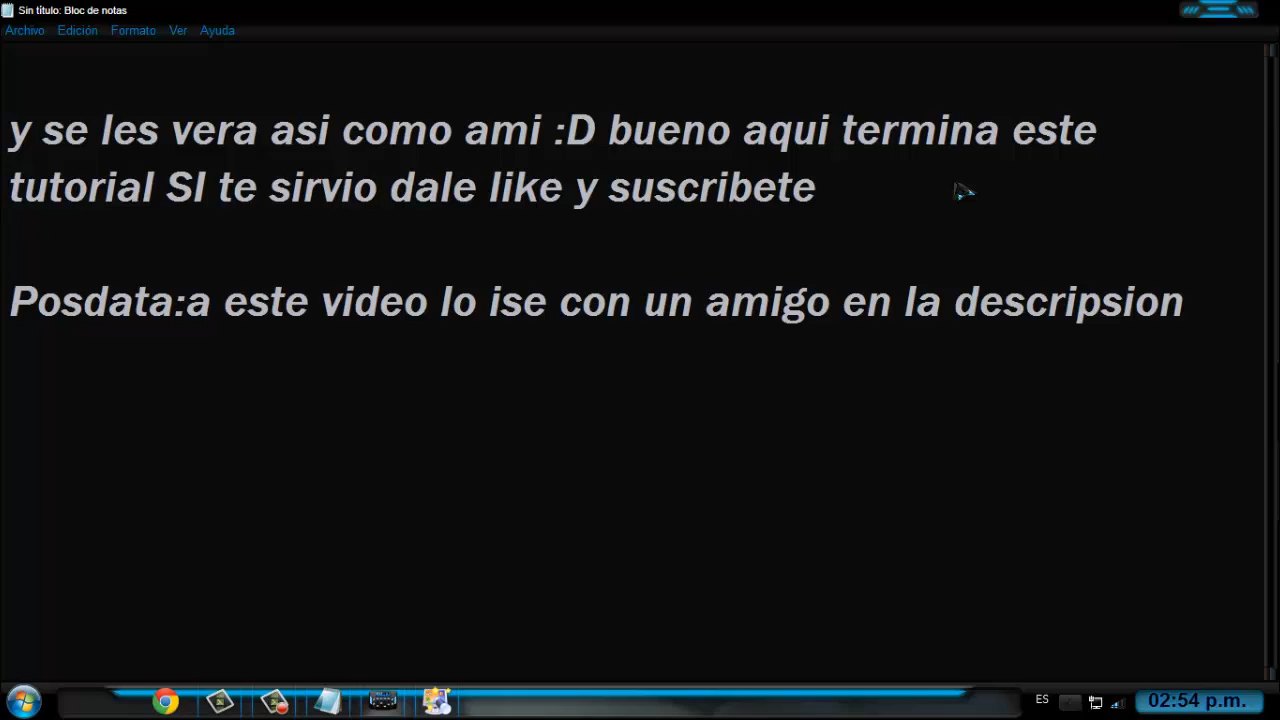 Sin título: Bloc de notas
Archivo Edición Formato Ver Ayuda
y se les vera asi como ami :D bueno aqui termina este
tutorial SI te sirvio dale like y suscribete
Posdata:a este video lo ise con un amigo en la descripsion
ES 02:54 p.m.